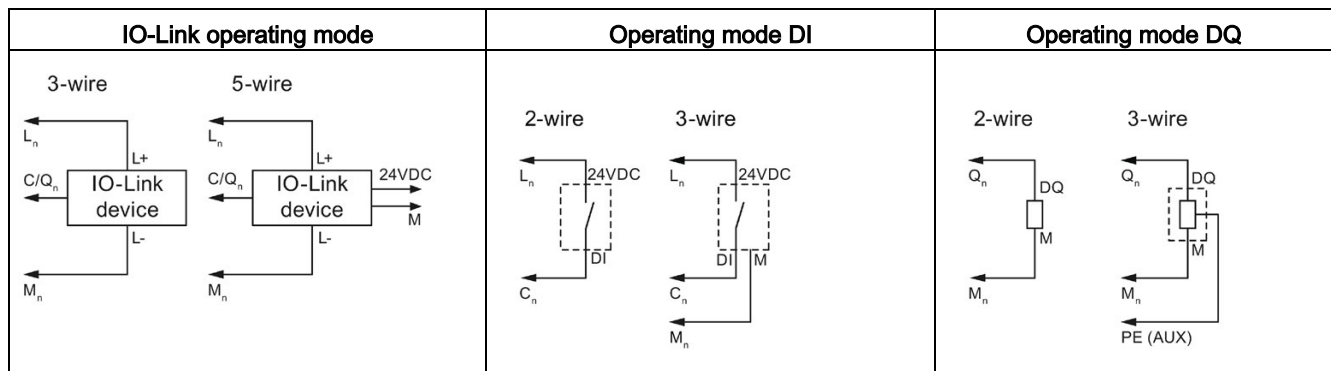 IO-Link operating mode
Operating mode DI
Operating mode DQ
3-wire
5-wire
Lₙ
L+
C/Qₙ
IO-Link
device
L-
Mₙ
Lₙ
L+
C/Qₙ
IO-Link
device
24VDC
M
L-
Mₙ
2-wire
3-wire
Lₙ
24VDC
DI
Cₙ
Lₙ
24VDC
DI
M
Cₙ
Mₙ
2-wire
3-wire
Qₙ
DQ
M
Mₙ
Qₙ
DQ
M
Mₙ
PE (AUX)